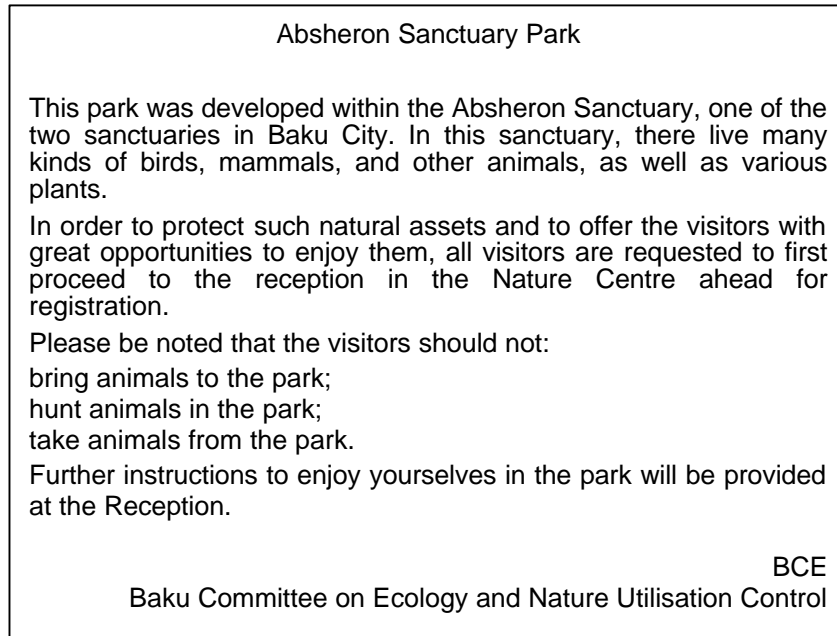 Absheron Sanctuary Park
This park was developed within the Absheron Sanctuary, one of the
two sanctuaries in Baku City. In this sanctuary, there live many
kinds of birds, mammals, and other animals, as well as various
plants.
In order to protect such natural assets and to offer the visitors with
great opportunities to enjoy them, all visitors are requested to first
proceed to the reception in the Nature Centre ahead for
registration.
Please be noted that the visitors should not:
bring animals to the park;
hunt animals in the park;
take animals from the park.
Further instructions to enjoy yourselves in the park will be provided
at the Reception.
BCE
Baku Committee on Ecology and Nature Utilisation Control